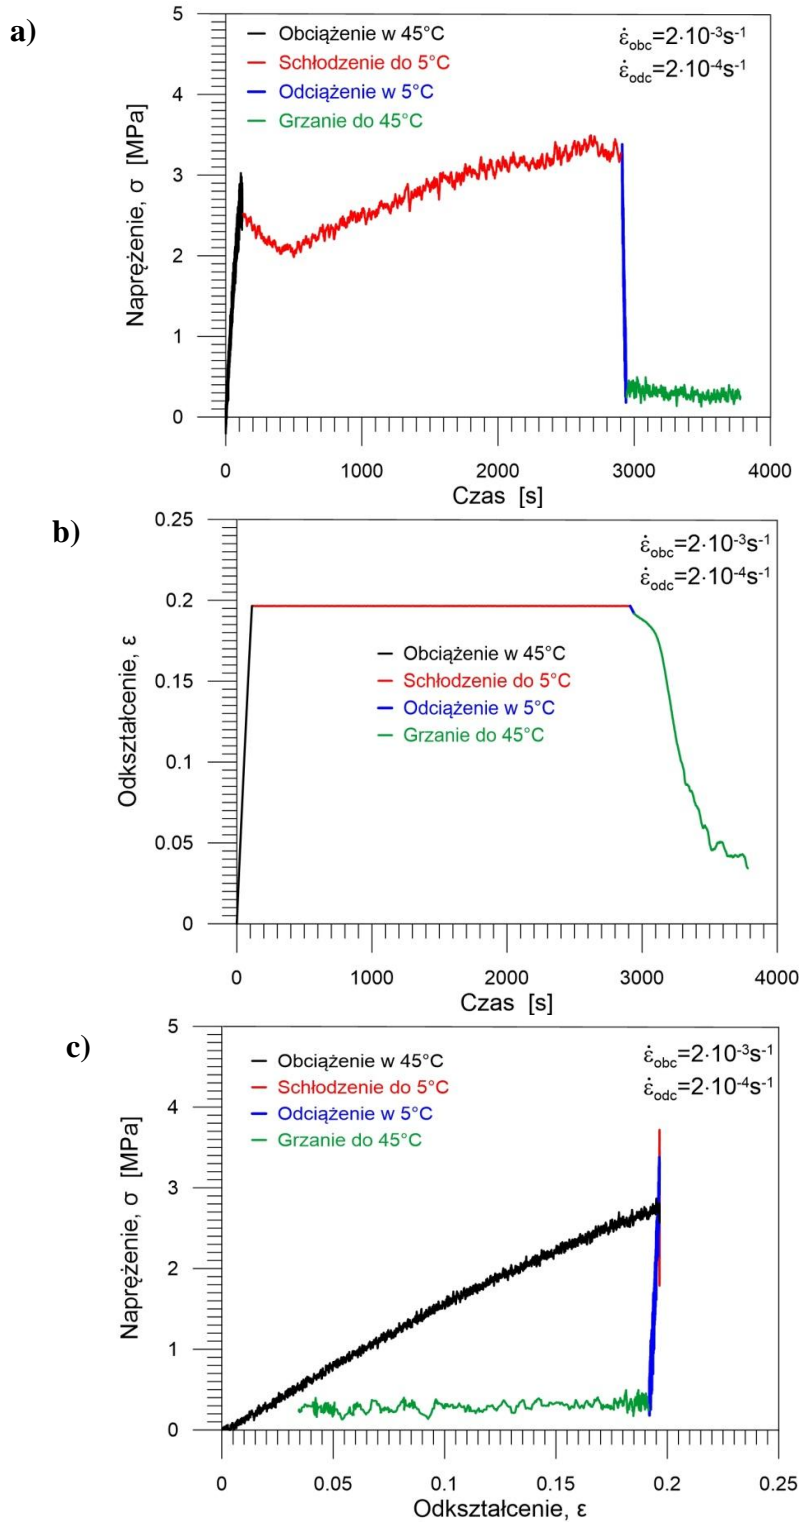 a)
5
4
3
2
1
0
Naprężenie, σ [MPa]
Obciążenie w 45°C
Schłodzenie do 5°C
Odciążenie w 5°C
Grzanie do 45°C
ε̇obc=2·10-3s-1
ε̇odc=2·10-4s-1
0 1000 2000 3000 4000
Czas [s]
b)
0.25
0.2
0.15
0.1
0.05
0
Odkształcenie, ε
ε̇obc=2·10-3s-1
ε̇odc=2·10-4s-1
Obciążenie w 45°C
Schłodzenie do 5°C
Odciążenie w 5°C
Grzanie do 45°C
0 1000 2000 3000 4000
Czas [s]
c)
5
4
3
2
1
0
Naprężenie, σ [MPa]
Obciążenie w 45°C
Schłodzenie do 5°C
Odciążenie w 5°C
Grzanie do 45°C
ε̇obc=2·10-3s-1
ε̇odc=2·10-4s-1
0 0.05 0.1 0.15 0.2 0.25
Odkształcenie, ε